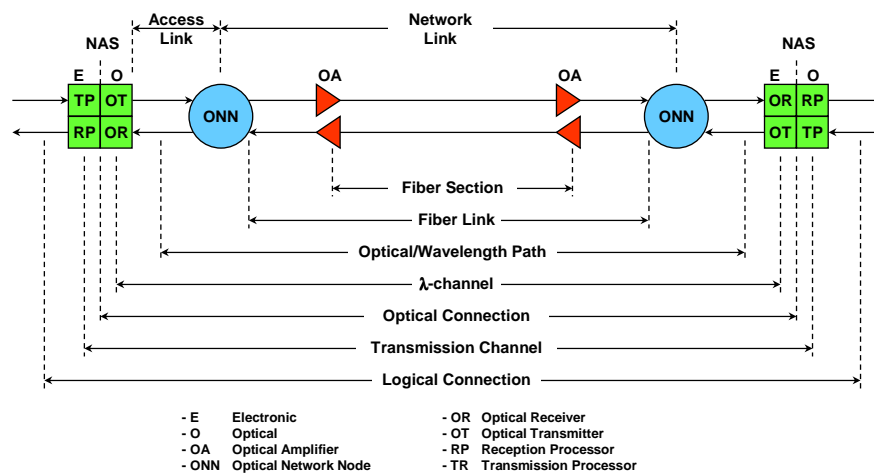 Access Link
Network Link
NAS
NAS
E O
OA
OA
E O
TP OT
ONN
ONN
OR RP
RP OR
OT TP
Fiber Section
Fiber Link
Optical/Wavelength Path
λ-channel
Optical Connection
Transmission Channel
Logical Connection
- E Electronic
- O Optical
- OA Optical Amplifier
- ONN Optical Network Node
- OR Optical Receiver
- OT Optical Transmitter
- RP Reception Processor
- TR Transmission Processor